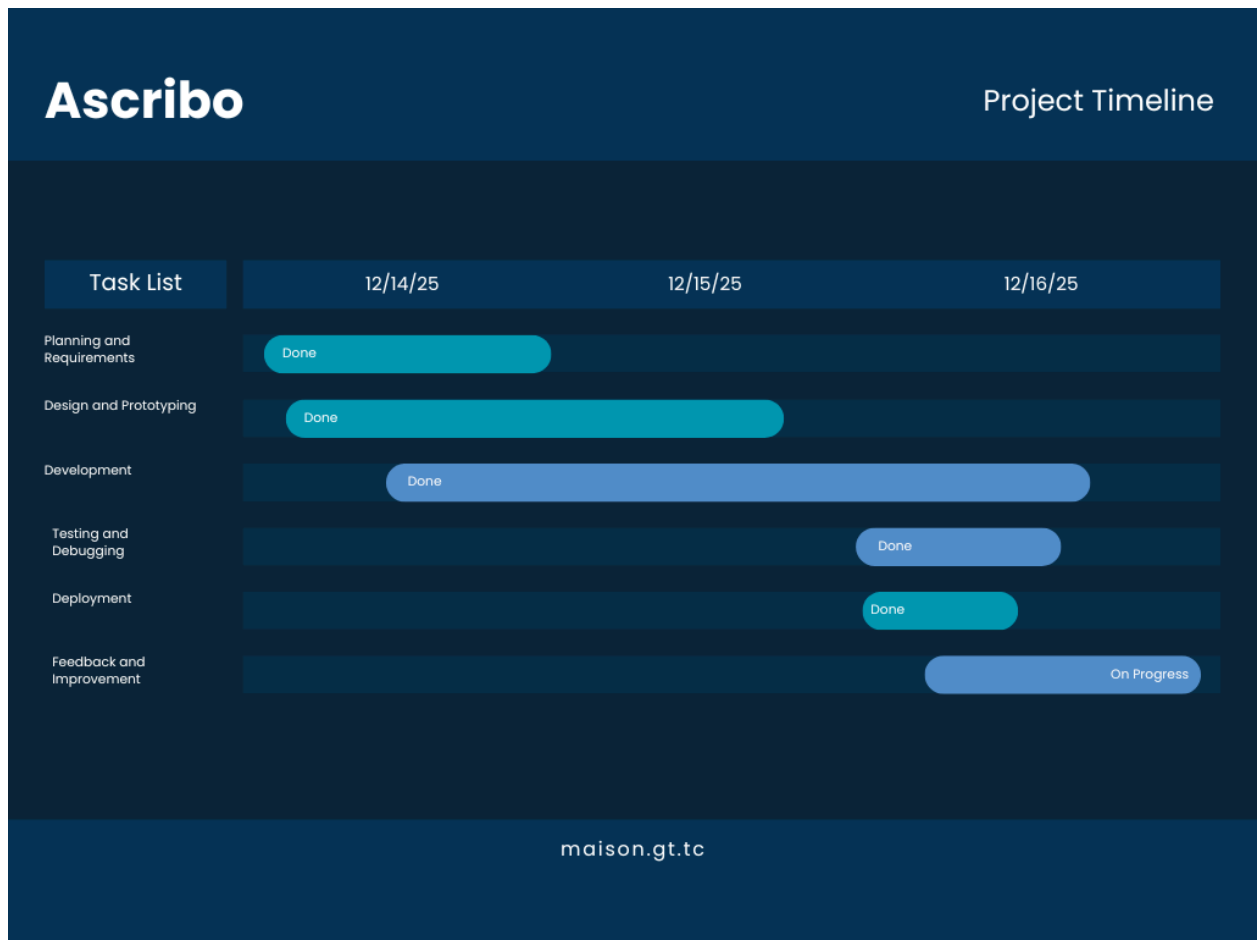 Ascribo
Project Timeline
Task List
12/14/25
12/15/25
12/16/25
Planning and
Requirements
Done
Design and Prototyping
Done
Development
Done
Testing and
Debugging
Done
Deployment
Done
Feedback and
Improvement
On Progress
maison.gt.tc